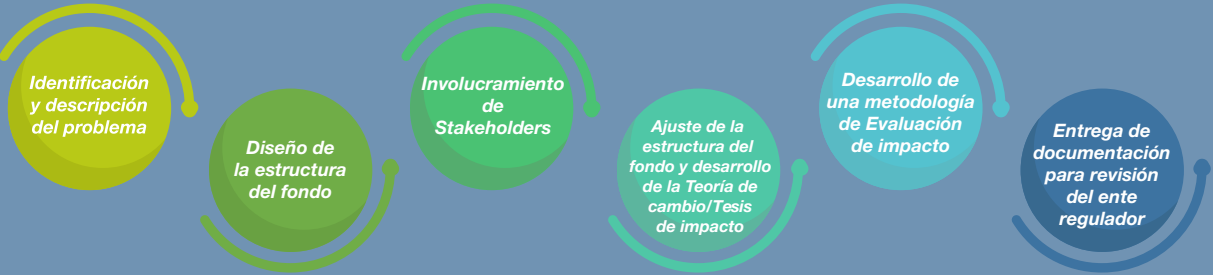 Identificación
y descripción
del problema
Diseño de
la estructura
del fondo
Involucramiento
de
Stakeholders
Ajuste de la
estructura del
fondo y desarrollo
de la Teoría de
cambio/Tesis
de impacto
Desarrollo de
una metodología
de Evaluación
de impacto
Entrega de
documentación
para revisión
del ente
regulador